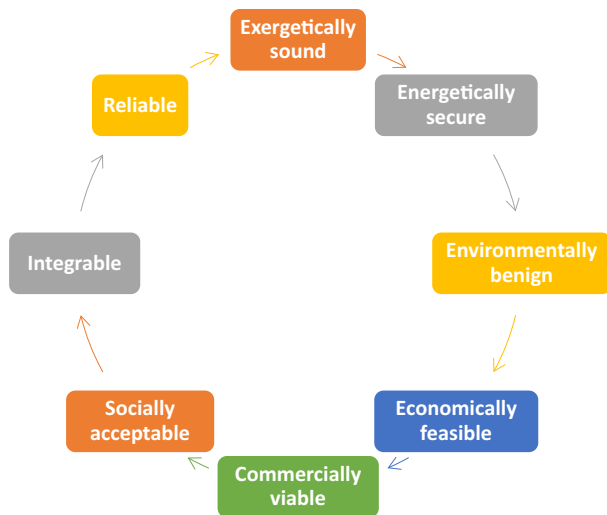 Exergetically
sound
Energetically
secure
Environmentally
benign
Economically
feasible
Commercially
viable
Socially
acceptable
Integrable
Reliable